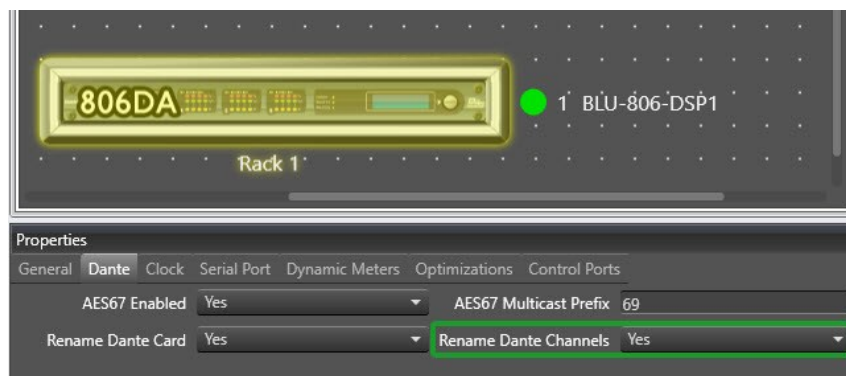 806DA
1 BLU-806-DSP1
Rack 1
Properties
General Dante Clock Serial Port Dynamic Meters Optimizations Control Ports
AES67 Enabled Yes AES67 Multicast Prefix 69
Rename Dante Card Yes Rename Dante Channels Yes